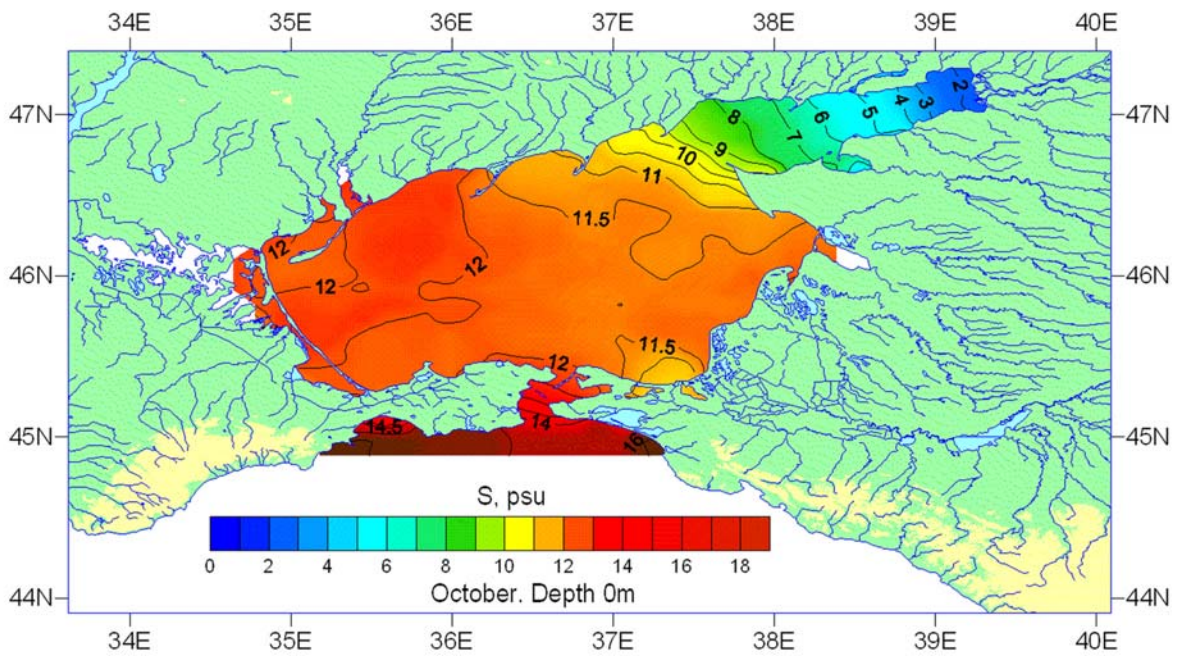 34E 35E 36E 37E 38E 39E 40E
47N 47N
2
3
4
5
6
7
8
9
10
11
11.5
46N 46N
12
12
12
11.5
12
45N 45N
14.5
14
16
S, psu
0 2 4 6 8 10 12 14 16 18
October. Depth 0m
44N 44N
34E 35E 36E 37E 38E 39E 40E